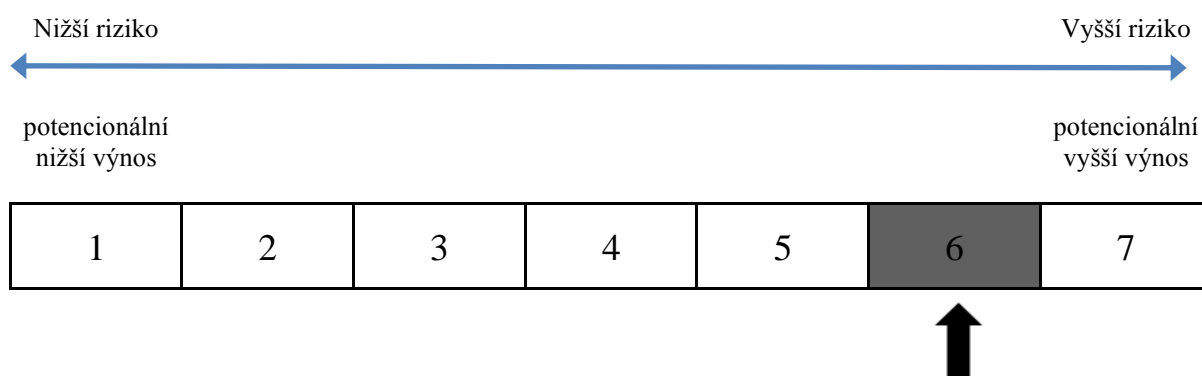 Nižší riziko
Vyšší riziko
potencionální
nižší výnos
potencionální
vyšší výnos
1 2 3 4 5 6 7